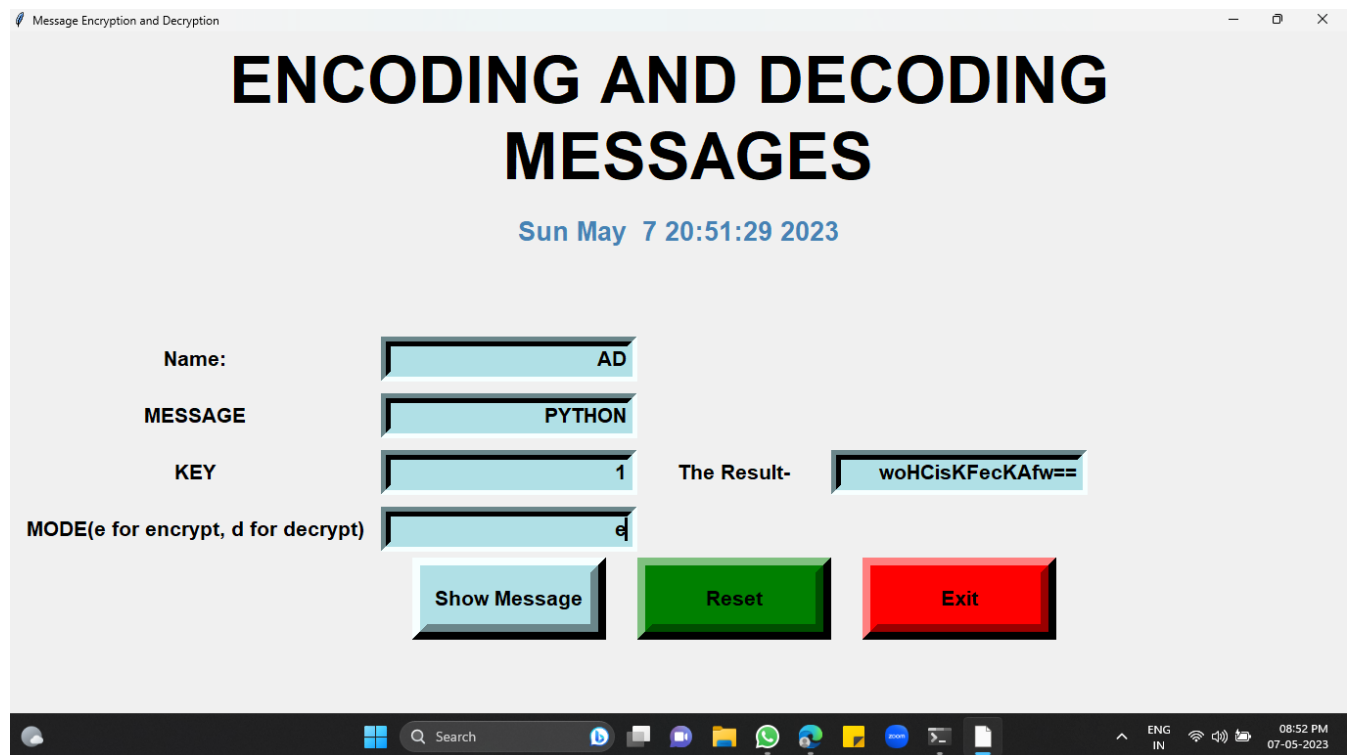 Message Encryption and Decryption
ENCODING AND DECODING
MESSAGES
Sun May  7 20:51:29 2023
Name:
AD
MESSAGE
PYTHON
KEY
1
The Result-
woHCisKFecKAfw==
MODE(e for encrypt, d for decrypt)
e
Show Message
Reset
Exit
Search
zoom
ENG
IN
08:52 PM
07-05-2023